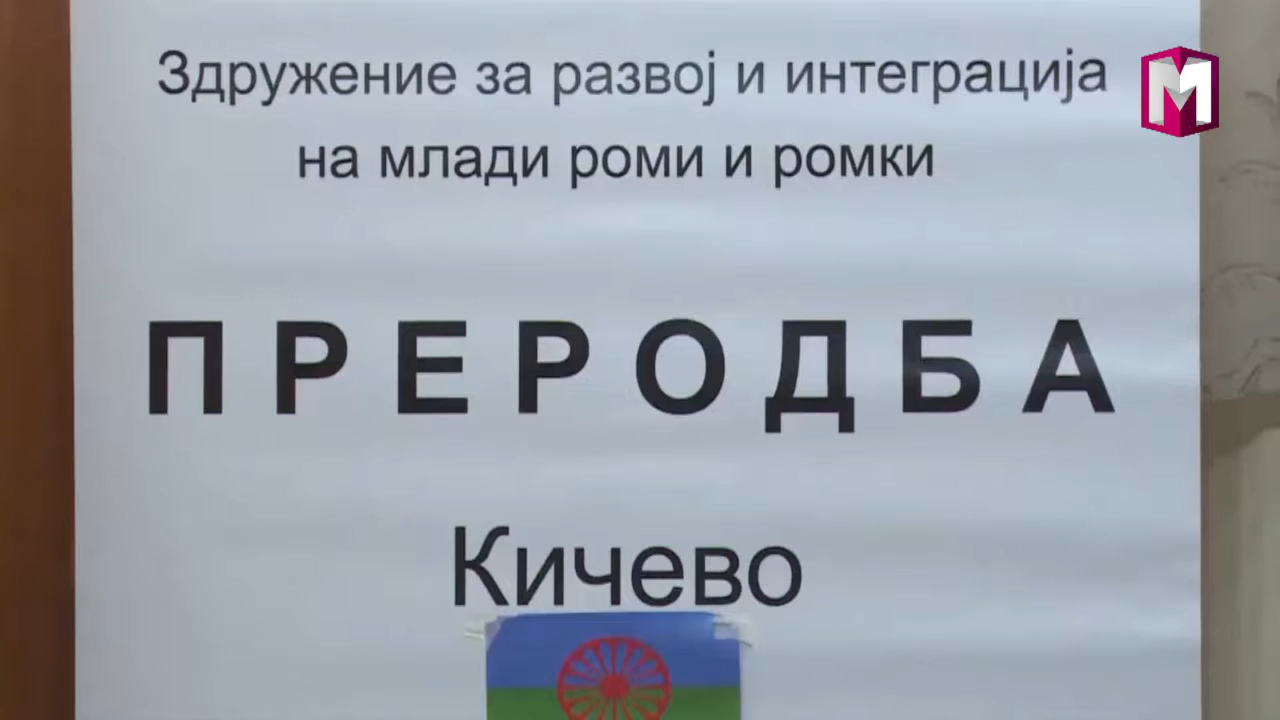 Здружение за развој и интеграција
на млади роми и ромки
ПРЕРОДБА
Кичево
M